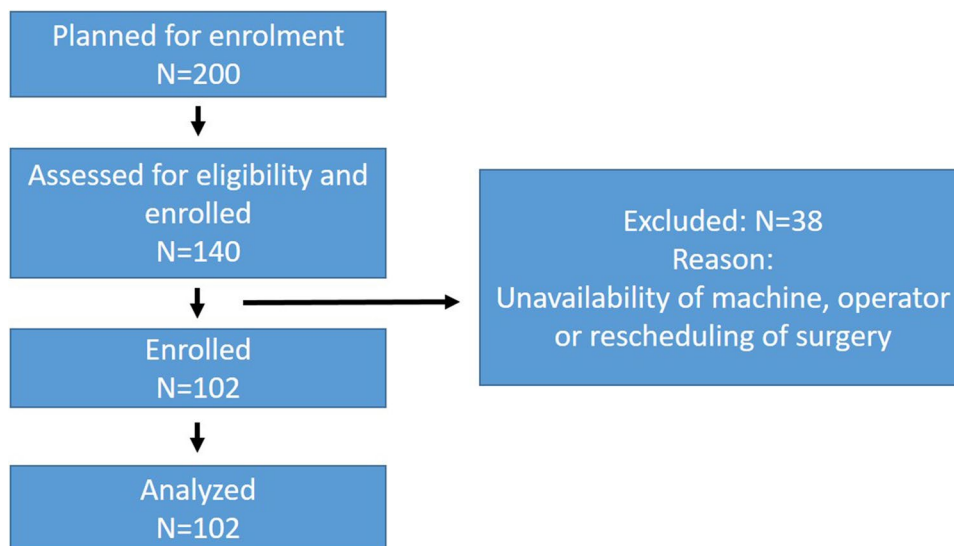 Planned for enrolment
N=200
Assessed for eligibility and
enrolled
N=140
Excluded: N=38
Reason:
Unavailability of machine, operator
or rescheduling of surgery
Enrolled
N=102
Analyzed
N=102